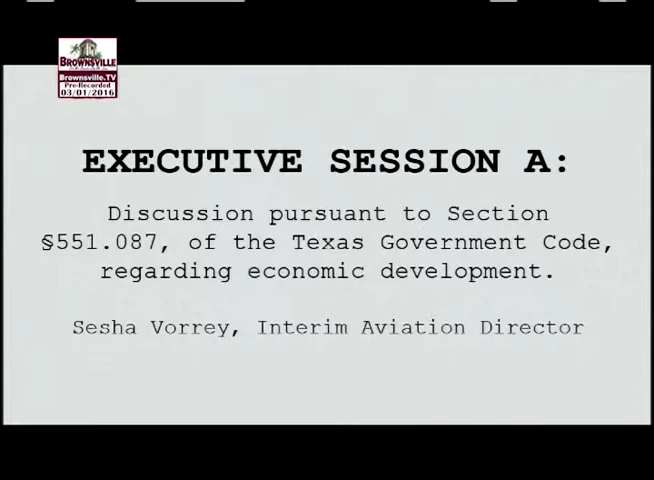 BROWNSVILLE
Brownsville.TV
Pre-Recorded
03/01/2016
EXECUTIVE SESSION A:
Discussion pursuant to Section
§551.087, of the Texas Government Code,
regarding economic development.
Sesha Vorrey, Interim Aviation Director